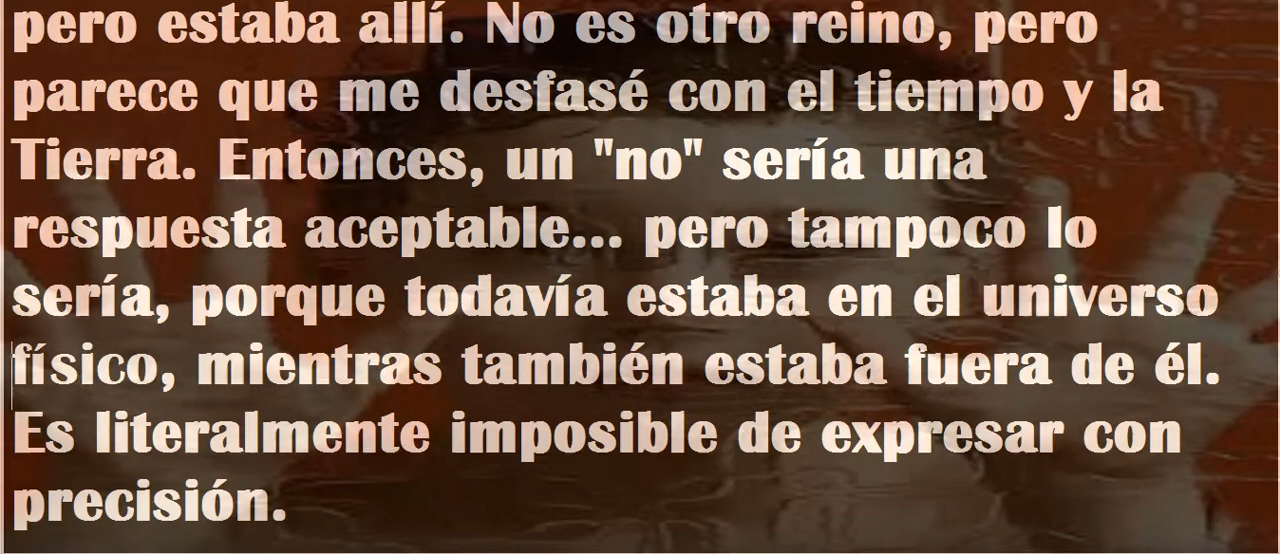 pero estaba allí. No es otro reino, pero
parece que me desfasé con el tiempo y la
Tierra. Entonces, un "no" sería una
respuesta aceptable... pero tampoco lo
sería, porque todavía estaba en el universo
físico, mientras también estaba fuera de él.
Es literalmente imposible de expresar con
precisión.